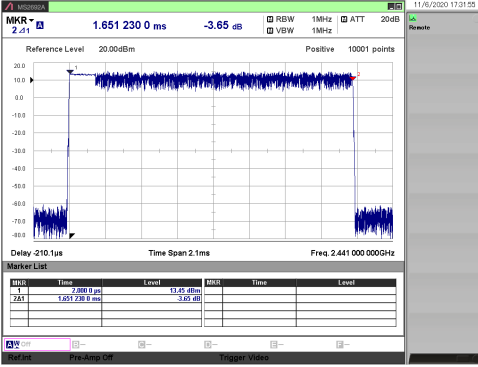 MS2692A
11/6/2020 17:31:55
MKR
2 ⊿1
A
1.651 230 0 ms
-3.65 dB
RBW 1MHz
ATT 20dB
VBW 1MHz
Remote
Reference Level 20.00dBm
Positive 10001 points
20.0
10.0
0.0
-10.0
-20.0
-30.0
-40.0
-50.0
-60.0
-70.0
-80.0
1
2
Delay -210.1µs
Time Span 2.1ms
Freq. 2.441 000 000GHz
Marker List
MKR Time Level MKR Time Level
1 2.000 0 µs 13.45 dBm
2Δ1 1.651 230 0 ms -3.65 dB
A W Off
B --
C --
D --
E --
F --
Ref.Int Pre-Amp Off Trigger Video